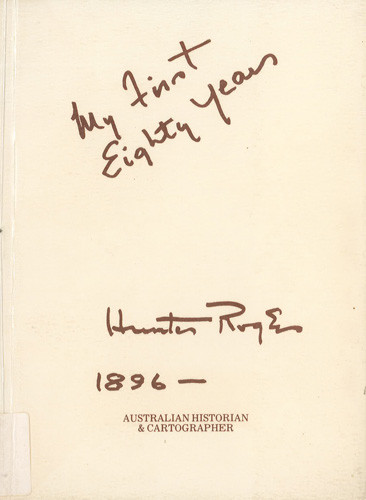 My First
Eighty Years
Hunter Rogers
1896 —
AUSTRALIAN HISTORIAN
& CARTOGRAPHER